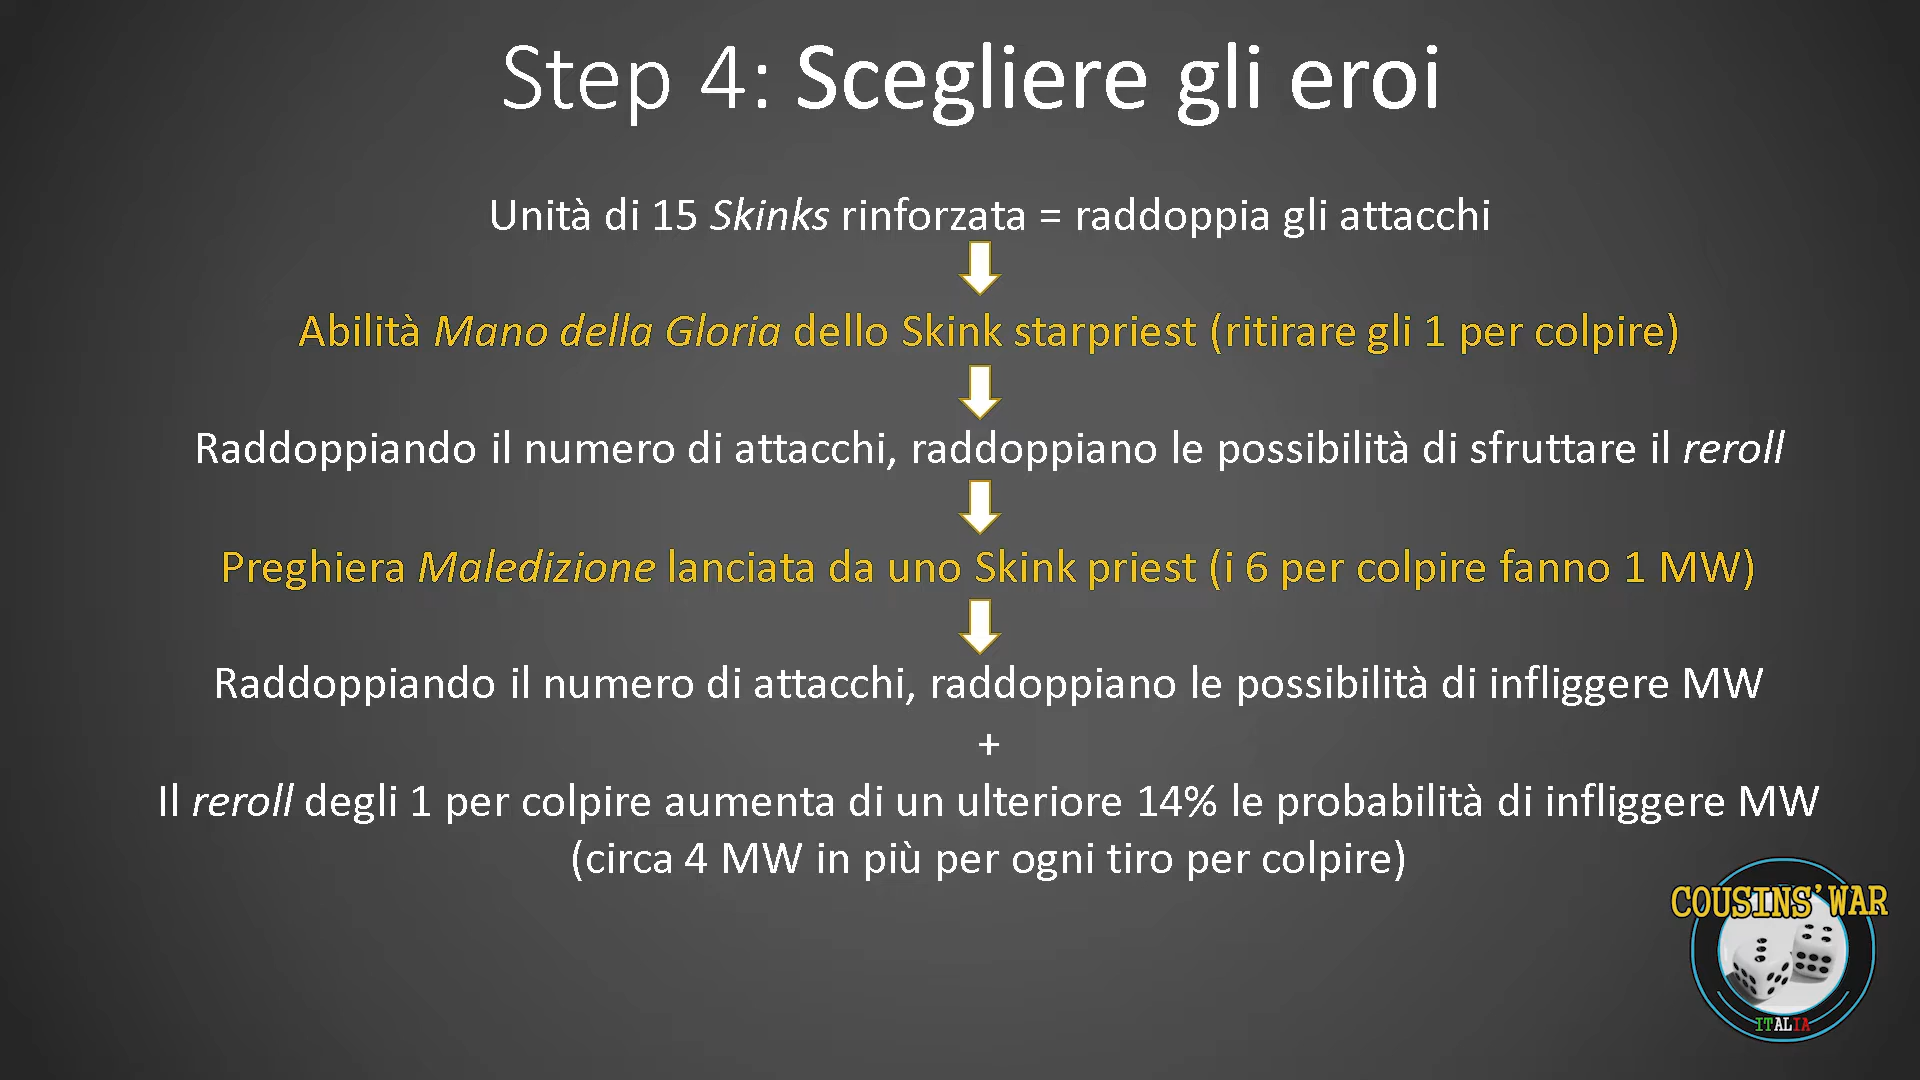 Step 4: Scegliere gli eroi
Unità di 15 Skinks rinforzata = raddoppia gli attacchi
Abilità Mano della Gloria dello Skink starpriest (ritirare gli 1 per colpire)
Raddoppiando il numero di attacchi, raddoppiano le possibilità di sfruttare il reroll
Preghiera Maledizione lanciata da uno Skink priest (i 6 per colpire fanno 1 MW)
Raddoppiando il numero di attacchi, raddoppiano le possibilità di infliggere MW
+
Il reroll degli 1 per colpire aumenta di un ulteriore 14% le probabilità di infliggere MW
(circa 4 MW in più per ogni tiro per colpire)
COUSINS' WAR
ITALIA